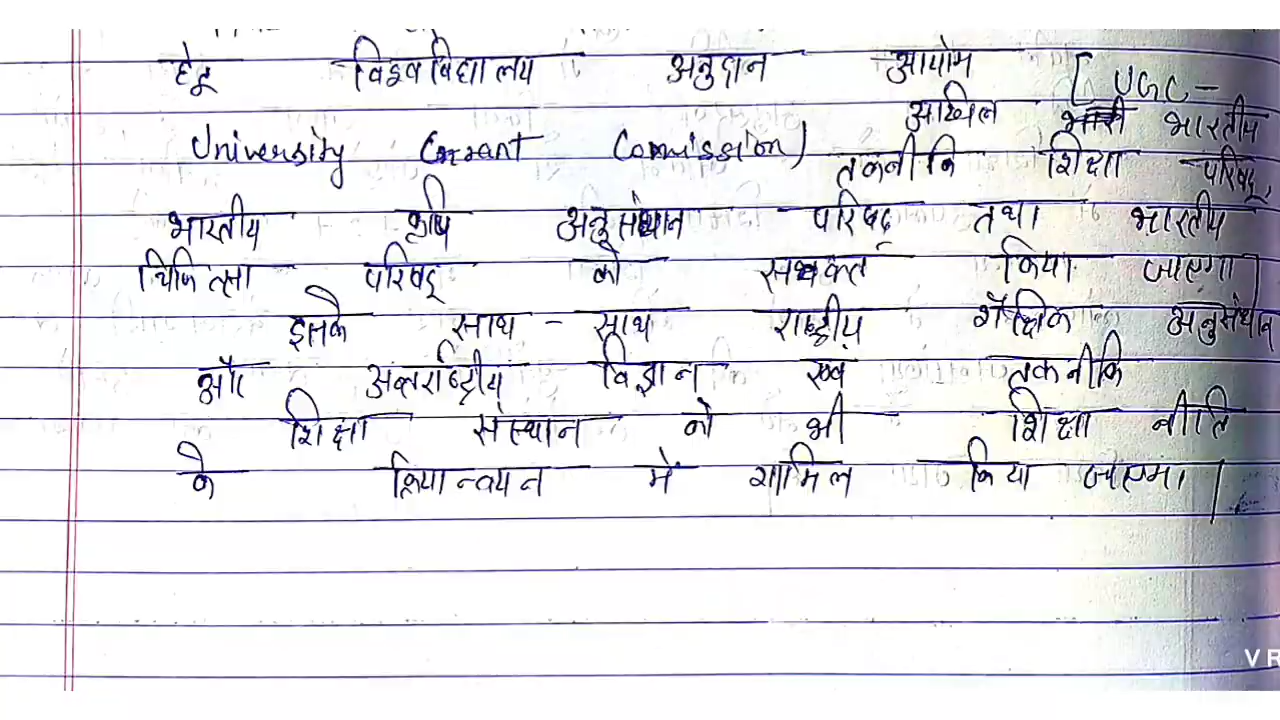 हेतू विश्वविद्यालय अनुदान आयोग [UGC-
University Grant Commission) अखिल भारतीय
तकनीकि शिक्षा परिषद्,
भारतीय कृषि अनुसंधान परिषद् तथा भारतीय
चिकित्सा परिषद् को सशक्त किया जाएगा|
इसके साथ - साथ राष्ट्रीय शैक्षिक अनुसंधान
और अन्तर्राष्ट्रीय विज्ञान एवं तकनीकि
शिक्षा संस्थान को भी शिक्षा नीति
के क्रियान्वयन में शामिल किया जाएगा।
VR